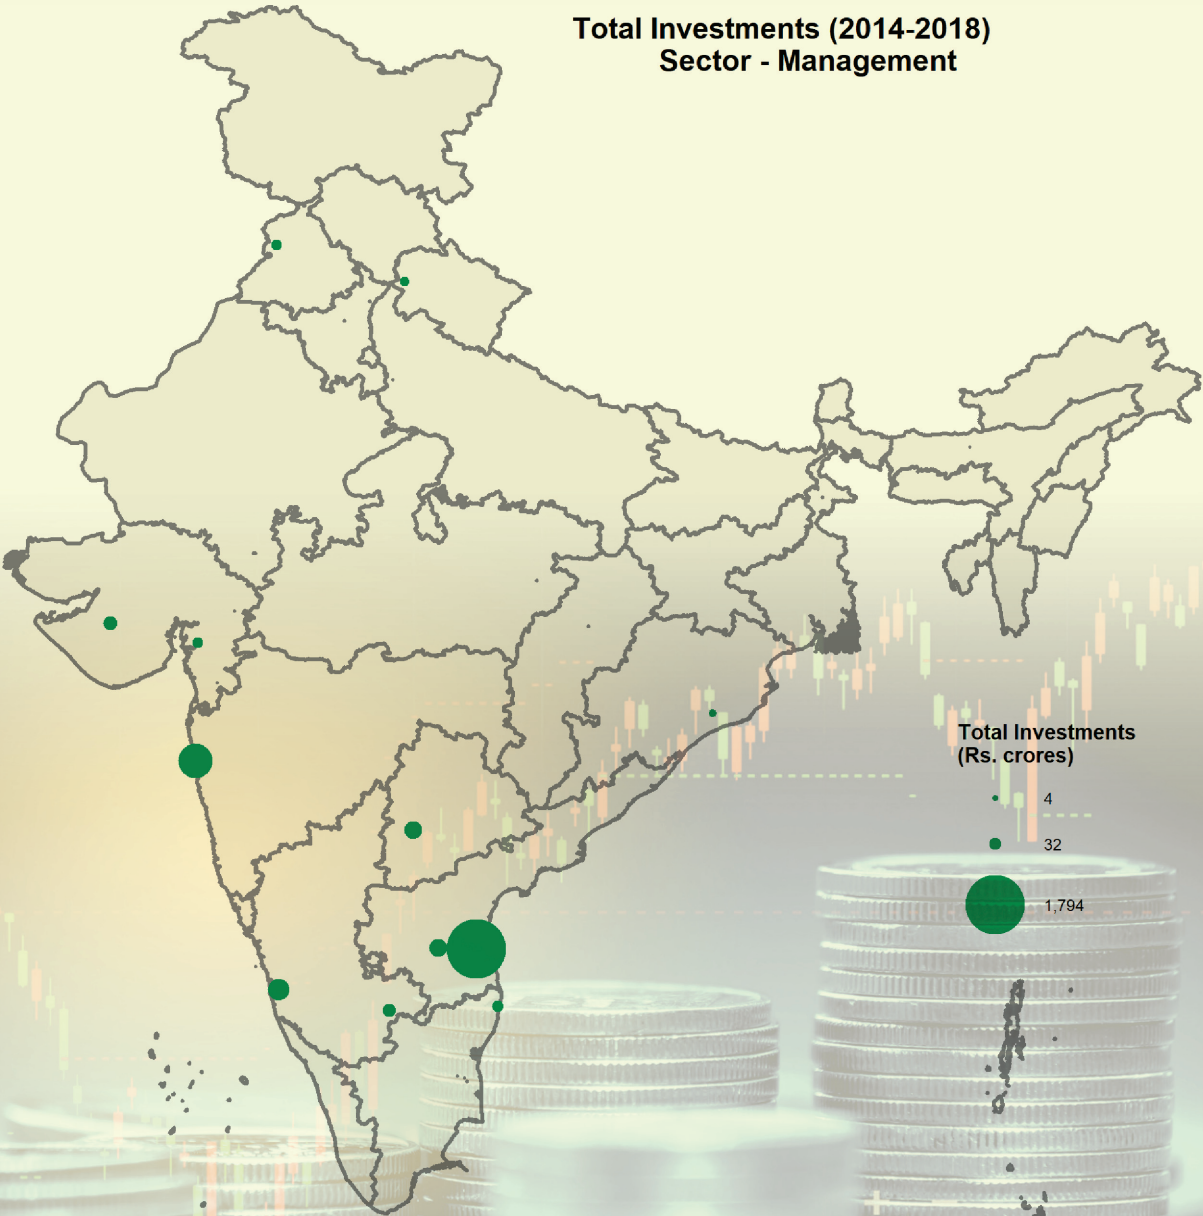 Total Investments (2014-2018)
Sector - Management
Total Investments
(Rs. crores)
4
32
1,794